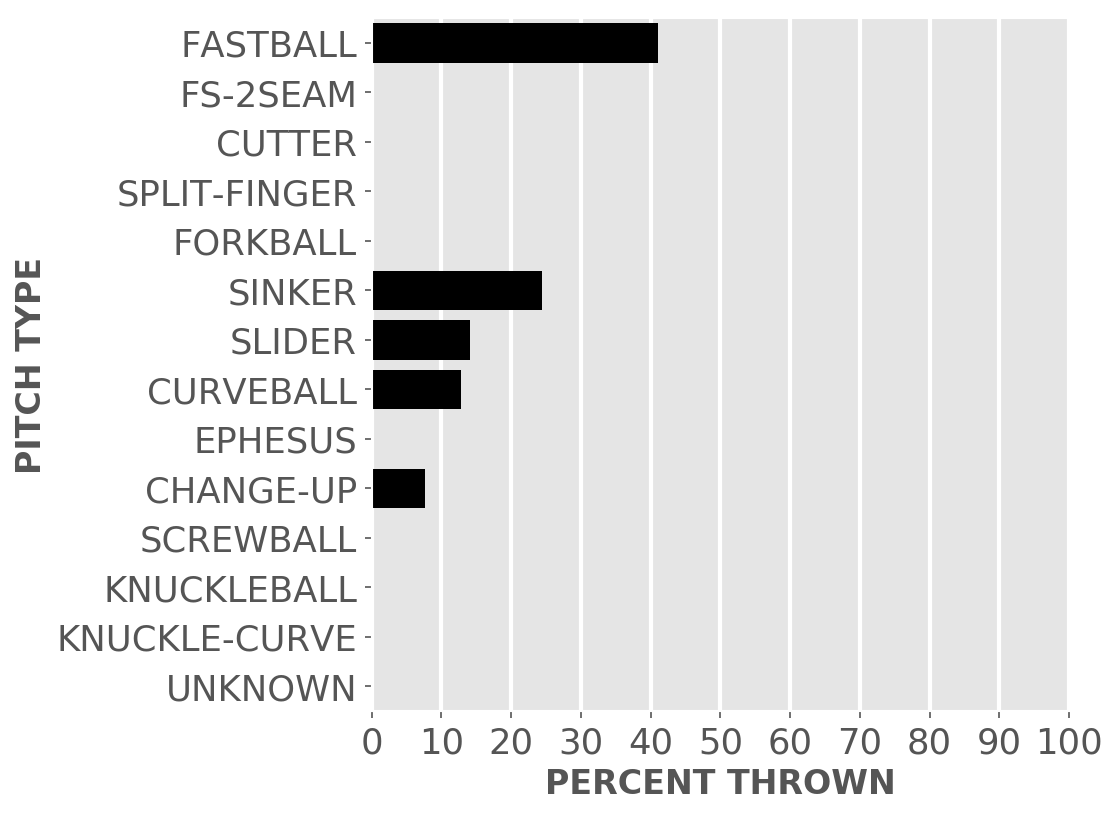 FASTBALL
FS-2SEAM
CUTTER
SPLIT-FINGER
FORKBALL
SINKER
SLIDER
CURVEBALL
EPHESUS
CHANGE-UP
SCREWBALL
KNUCKLEBALL
KNUCKLE-CURVE
UNKNOWN
PITCH TYPE
0 10 20 30 40 50 60 70 80 90 100
PERCENT THROWN